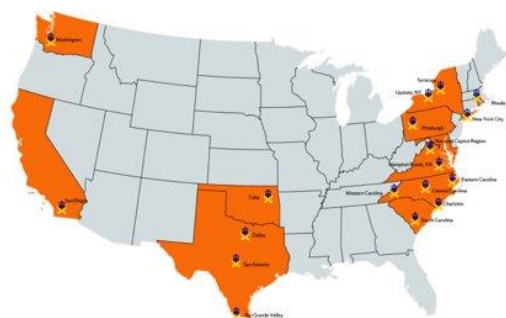 Washington
Syracuse
Upstate, NY
Rhode
New York City
Pittsburgh
National Capitol Region
Hampton Roads, VA
Eastern Carolina
Western Carolina
Central Carolina
Charlotte
South Carolina
San Diego
Tulsa
Dallas
San Antonio
Rio Grande Valley